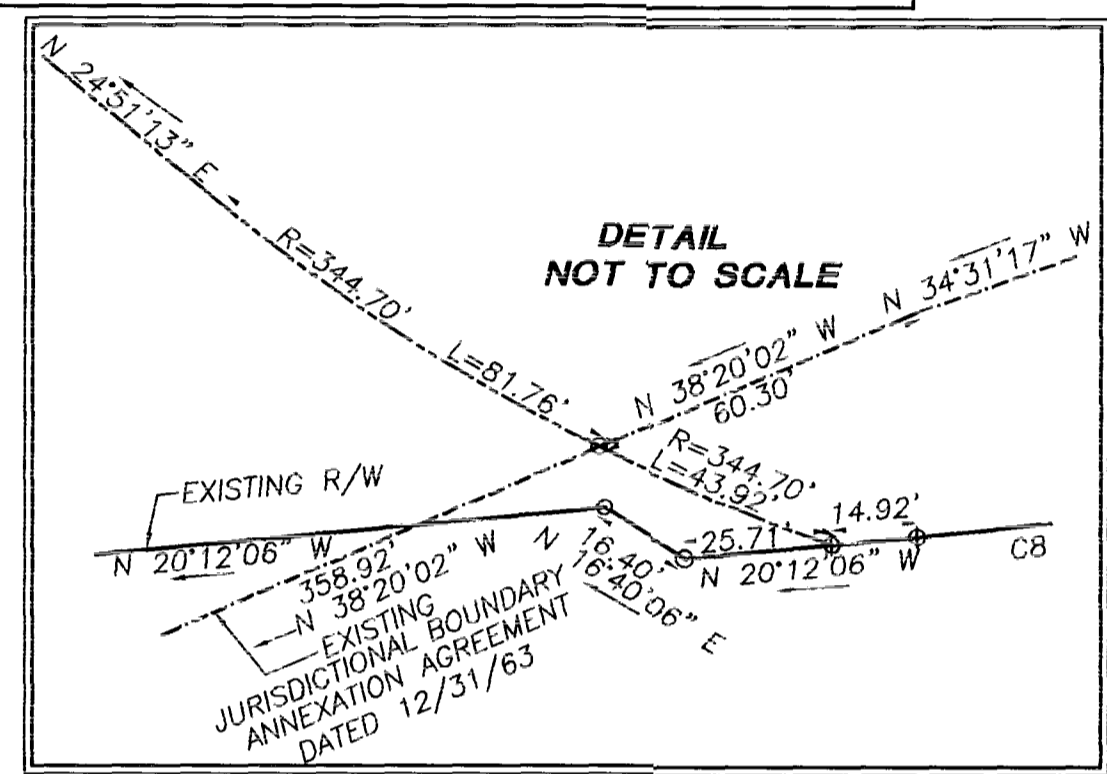 N 24°51'13" E
R=344.70'
L=81.76'
DETAIL
NOT TO SCALE
N 34°31'17" W
N 38°20'02" W
60.30'
R=344.70'
L=43.92'
14.92'
25.71'
EXISTING R/W
N 20°12'06" W
16.40'
N 16°40'06" E
N 20°12'06" W
C8
358.92'
N 38°20'02" W
EXISTING
JURISDICTIONAL BOUNDARY
ANNEXATION AGREEMENT
DATED 12/31/63